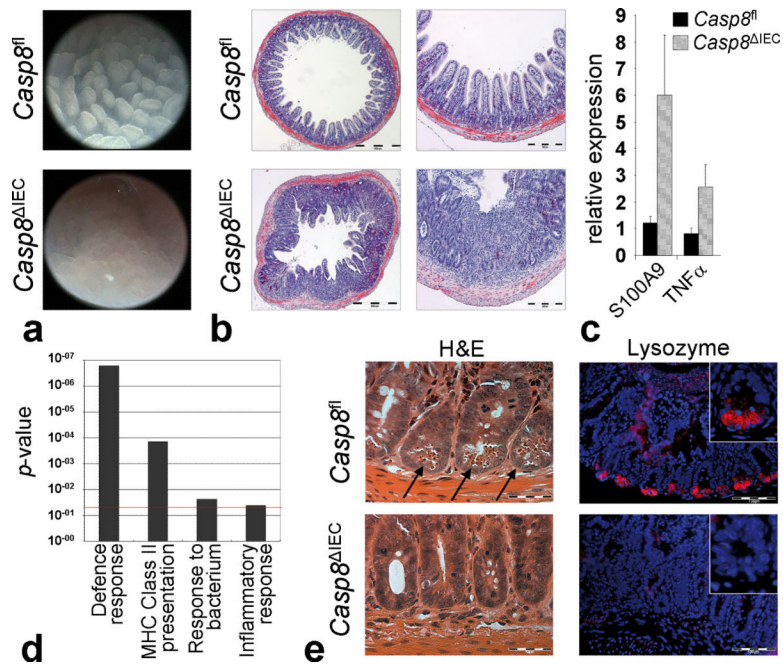 Casp8fl
Casp8ΔIEC
a
Casp8fl
Casp8ΔIEC
b
relative expression
9
8
7
6
5
4
3
2
1
0
Casp8fl
Casp8ΔIEC
S100A9
TNFα
c
p-value
10-07
10-06
10-05
10-04
10-03
10-02
10-01
10-00
Defence
response
MHC Class II
presentation
Response to
bacterium
Inflammatory
response
d
H&E
Lysozyme
Casp8fl
Casp8ΔIEC
e